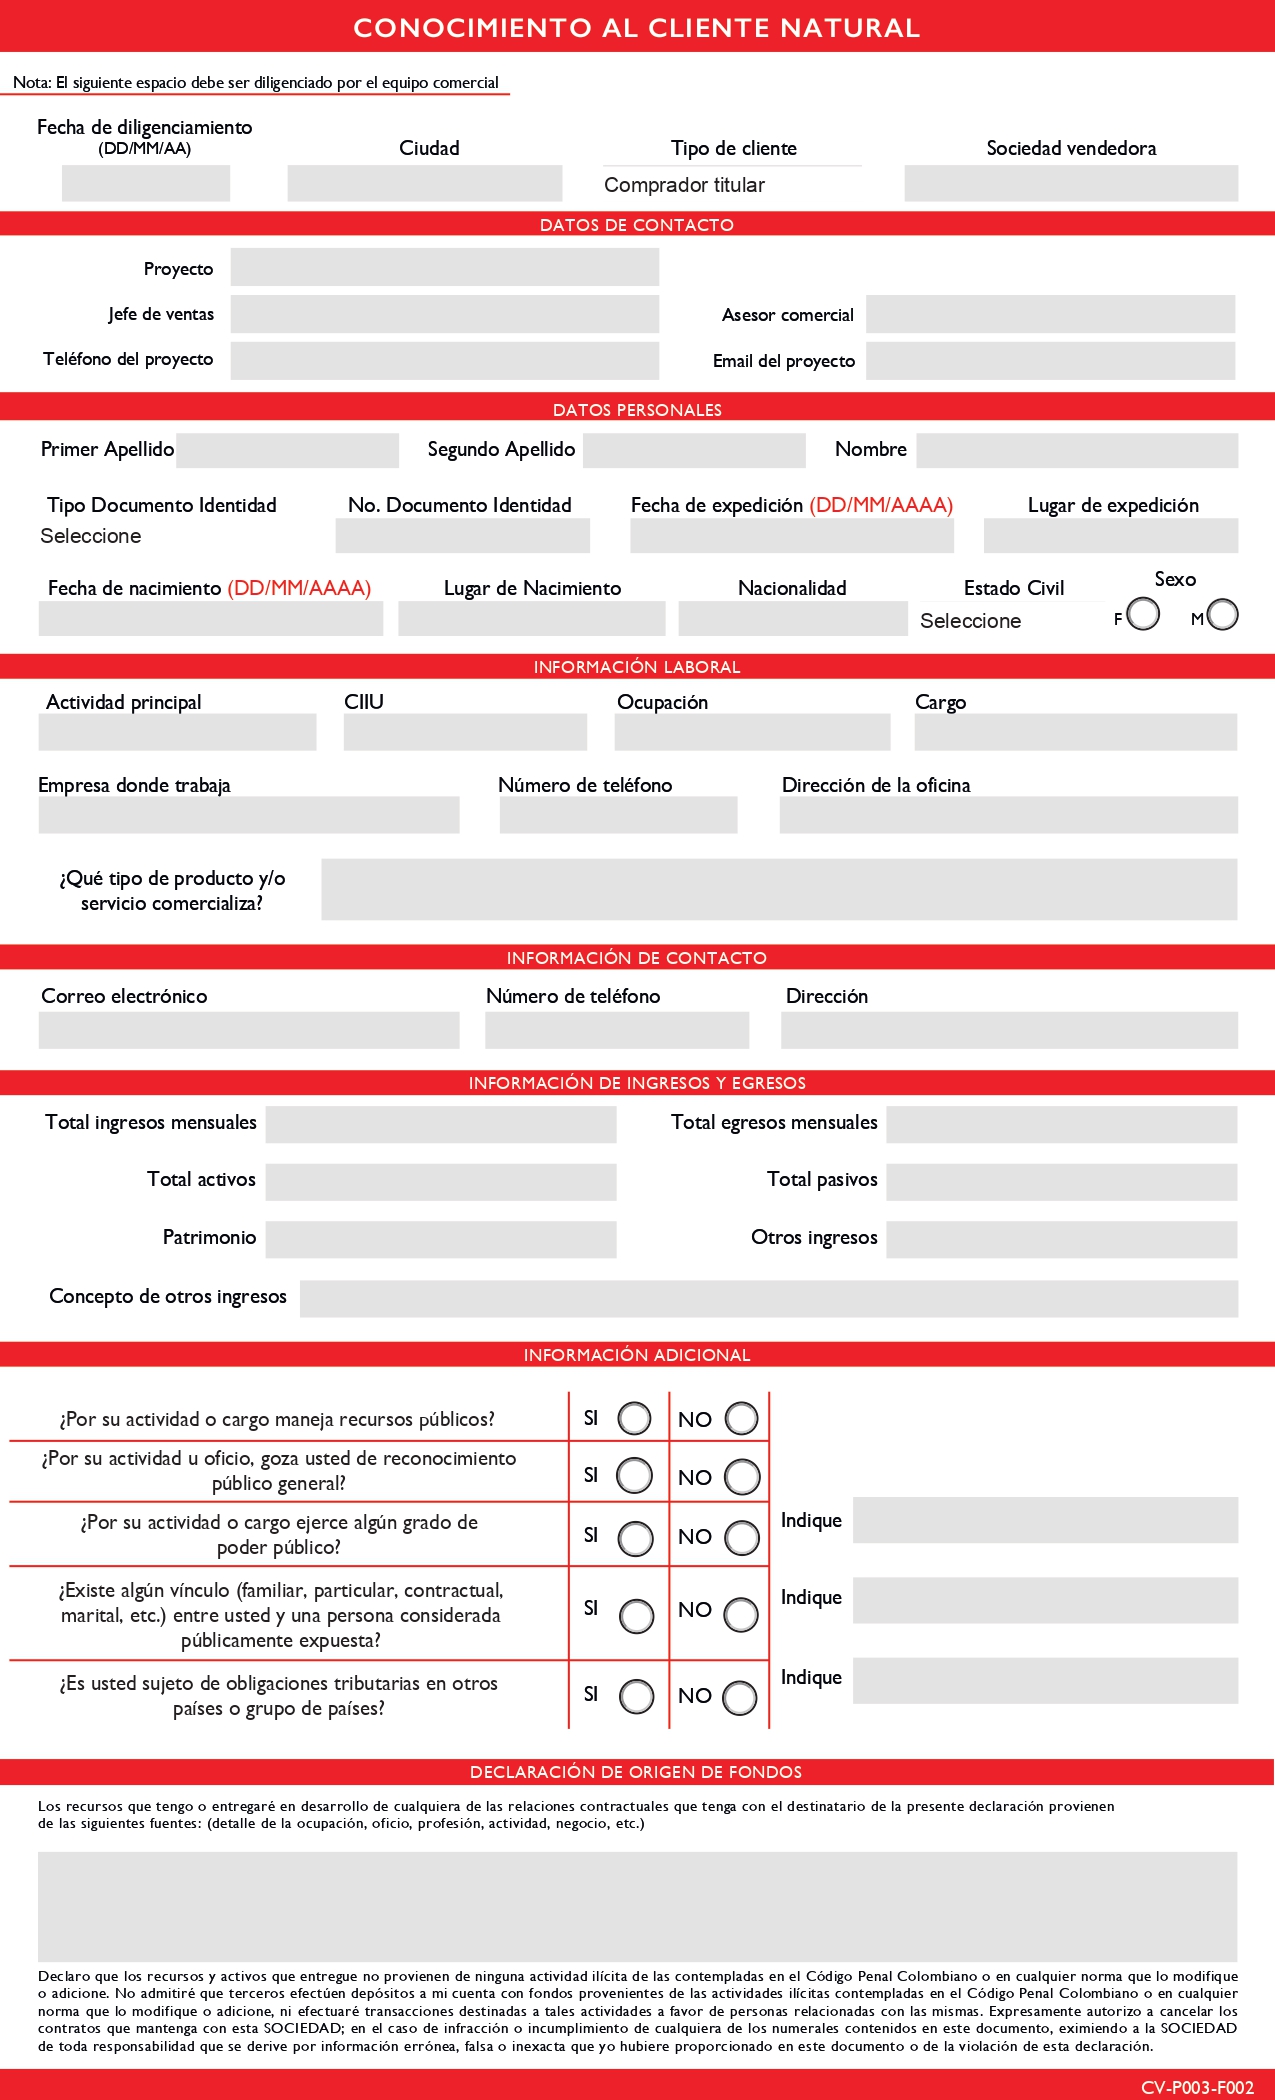 CONOCIMIENTO AL CLIENTE NATURAL
Nota: El siguiente espacio debe ser diligenciado por el equipo comercial
Fecha de diligenciamiento
(DD/MM/AA)
Ciudad
Tipo de cliente
Sociedad vendedora
Comprador titular
DATOS DE CONTACTO
Proyecto
Jefe de ventas
Asesor comercial
Teléfono del proyecto
Email del proyecto
DATOS PERSONALES
Primer Apellido
Segundo Apellido
Nombre
Tipo Documento Identidad
No. Documento Identidad
Fecha de expedición (DD/MM/AAAA)
Lugar de expedición
Seleccione
Fecha de nacimiento (DD/MM/AAAA)
Lugar de Nacimiento
Nacionalidad
Estado Civil
Sexo
Seleccione
F
M
INFORMACIÓN LABORAL
Actividad principal
CIIU
Ocupación
Cargo
Empresa donde trabaja
Número de teléfono
Dirección de la oficina
¿Qué tipo de producto y/o
servicio comercializa?
INFORMACIÓN DE CONTACTO
Correo electrónico
Número de teléfono
Dirección
INFORMACIÓN DE INGRESOS Y EGRESOS
Total ingresos mensuales
Total egresos mensuales
Total activos
Total pasivos
Patrimonio
Otros ingresos
Concepto de otros ingresos
INFORMACIÓN ADICIONAL
¿Por su actividad o cargo maneja recursos públicos?
SI
NO
¿Por su actividad u oficio, goza usted de reconocimiento
público general?
SI
NO
¿Por su actividad o cargo ejerce algún grado de
poder público?
SI
NO
Indique
¿Existe algún vínculo (familiar, particular, contractual,
marital, etc.) entre usted y una persona considerada
públicamente expuesta?
SI
NO
Indique
¿Es usted sujeto de obligaciones tributarias en otros
países o grupo de países?
SI
NO
Indique
DECLARACIÓN DE ORIGEN DE FONDOS
Los recursos que tengo o entregaré en desarrollo de cualquiera de las relaciones contractuales que tenga con el destinatario de la presente declaración provienen
de las siguientes fuentes: (detalle de la ocupación, oficio, profesión, actividad, negocio, etc.)
Declaro que los recursos y activos que entregue no provienen de ninguna actividad ilícita de las contempladas en el Código Penal Colombiano o en cualquier norma que lo modifique
o adicione. No admitiré que terceros efectúen depósitos a mi cuenta con fondos provenientes de las actividades ilícitas contempladas en el Código Penal Colombiano o en cualquier
norma que lo modifique o adicione, ni efectuaré transacciones destinadas a tales actividades a favor de personas relacionadas con las mismas. Expresamente autorizo a cancelar los
contratos que mantenga con esta SOCIEDAD; en el caso de infracción o incumplimiento de cualquiera de los numerales contenidos en este documento, eximiendo a la SOCIEDAD
de toda responsabilidad que se derive por información errónea, falsa o inexacta que yo hubiere proporcionado en este documento o de la violación de esta declaración.
CV-P003-F002